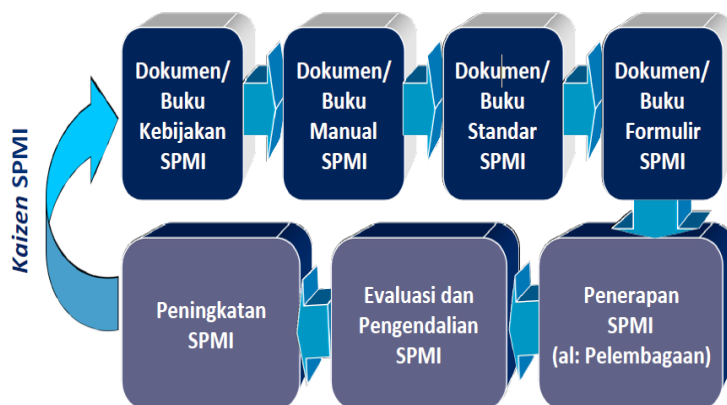 Dokumen/
Buku
Kebijakan
SPMI
Dokumen/
Buku
Manual
SPMI
Dokumen/
Buku
Standar
SPMI
Dokumen/
Buku
Formulir
SPMI
Kaizen SPMI
Peningkatan
SPMI
Evaluasi dan
Pengendalian
SPMI
Penerapan
SPMI
(al: Pelembagaan)